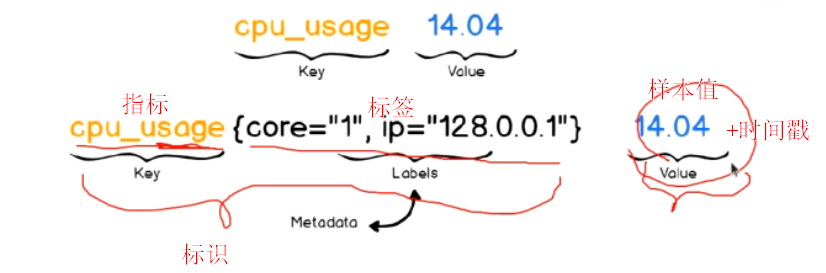 cpu_usage 14.04
Key Value
指标 标签 样本值
cpu_usage {core="1", ip="128.0.0.1"} 14.04 +时间戳
Key Labels Value
Metadata
标识